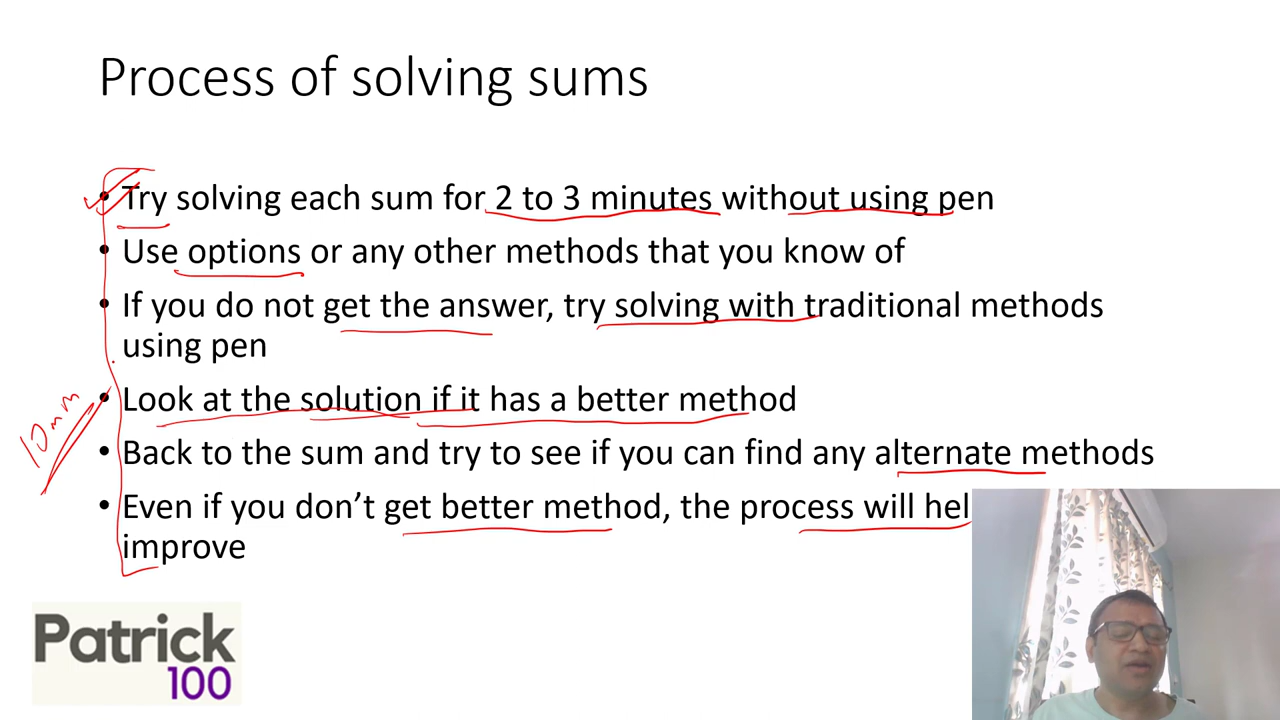 Process of solving sums
• Try solving each sum for 2 to 3 minutes without using pen
• Use options or any other methods that you know of
• If you do not get the answer, try solving with traditional methods
using pen
10 min
• Look at the solution if it has a better method
• Back to the sum and try to see if you can find any alternate methods
• Even if you don't get better method, the process will hel
improve
Patrick
100